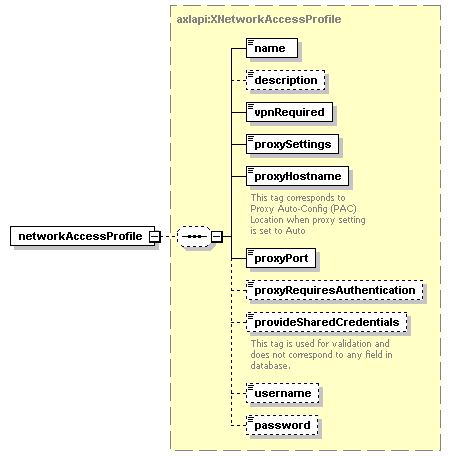 axlapi:XNetworkAccessProfile
name
description
vpnRequired
proxySettings
proxyHostname
This tag corresponds to
Proxy Auto-Config (PAC)
Location when proxy setting
is set to Auto
networkAccessProfile
proxyPort
proxyRequiresAuthentication
provideSharedCredentials
This tag is used for validation and
does not correspond to any field in
database.
username
password